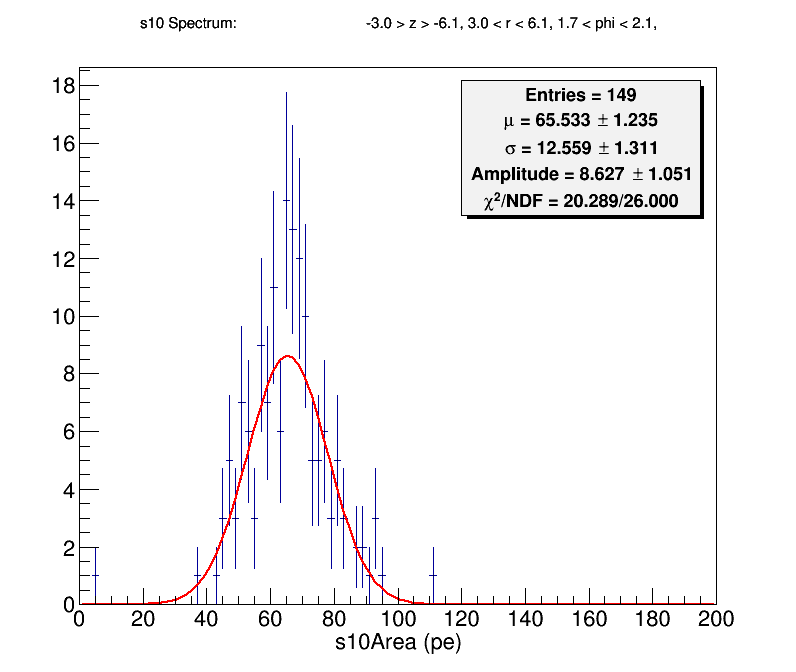 s10 Spectrum: -3.0 > z > -6.1, 3.0 < r < 6.1, 1.7 < phi < 2.1,
Entries = 149
μ = 65.533 ± 1.235
σ = 12.559 ± 1.311
Amplitude = 8.627 ± 1.051
χ²/NDF = 20.289/26.000
18
16
14
12
10
8
6
4
2
0
0 20 40 60 80 100 120 140 160 180 200
s10Area (pe)